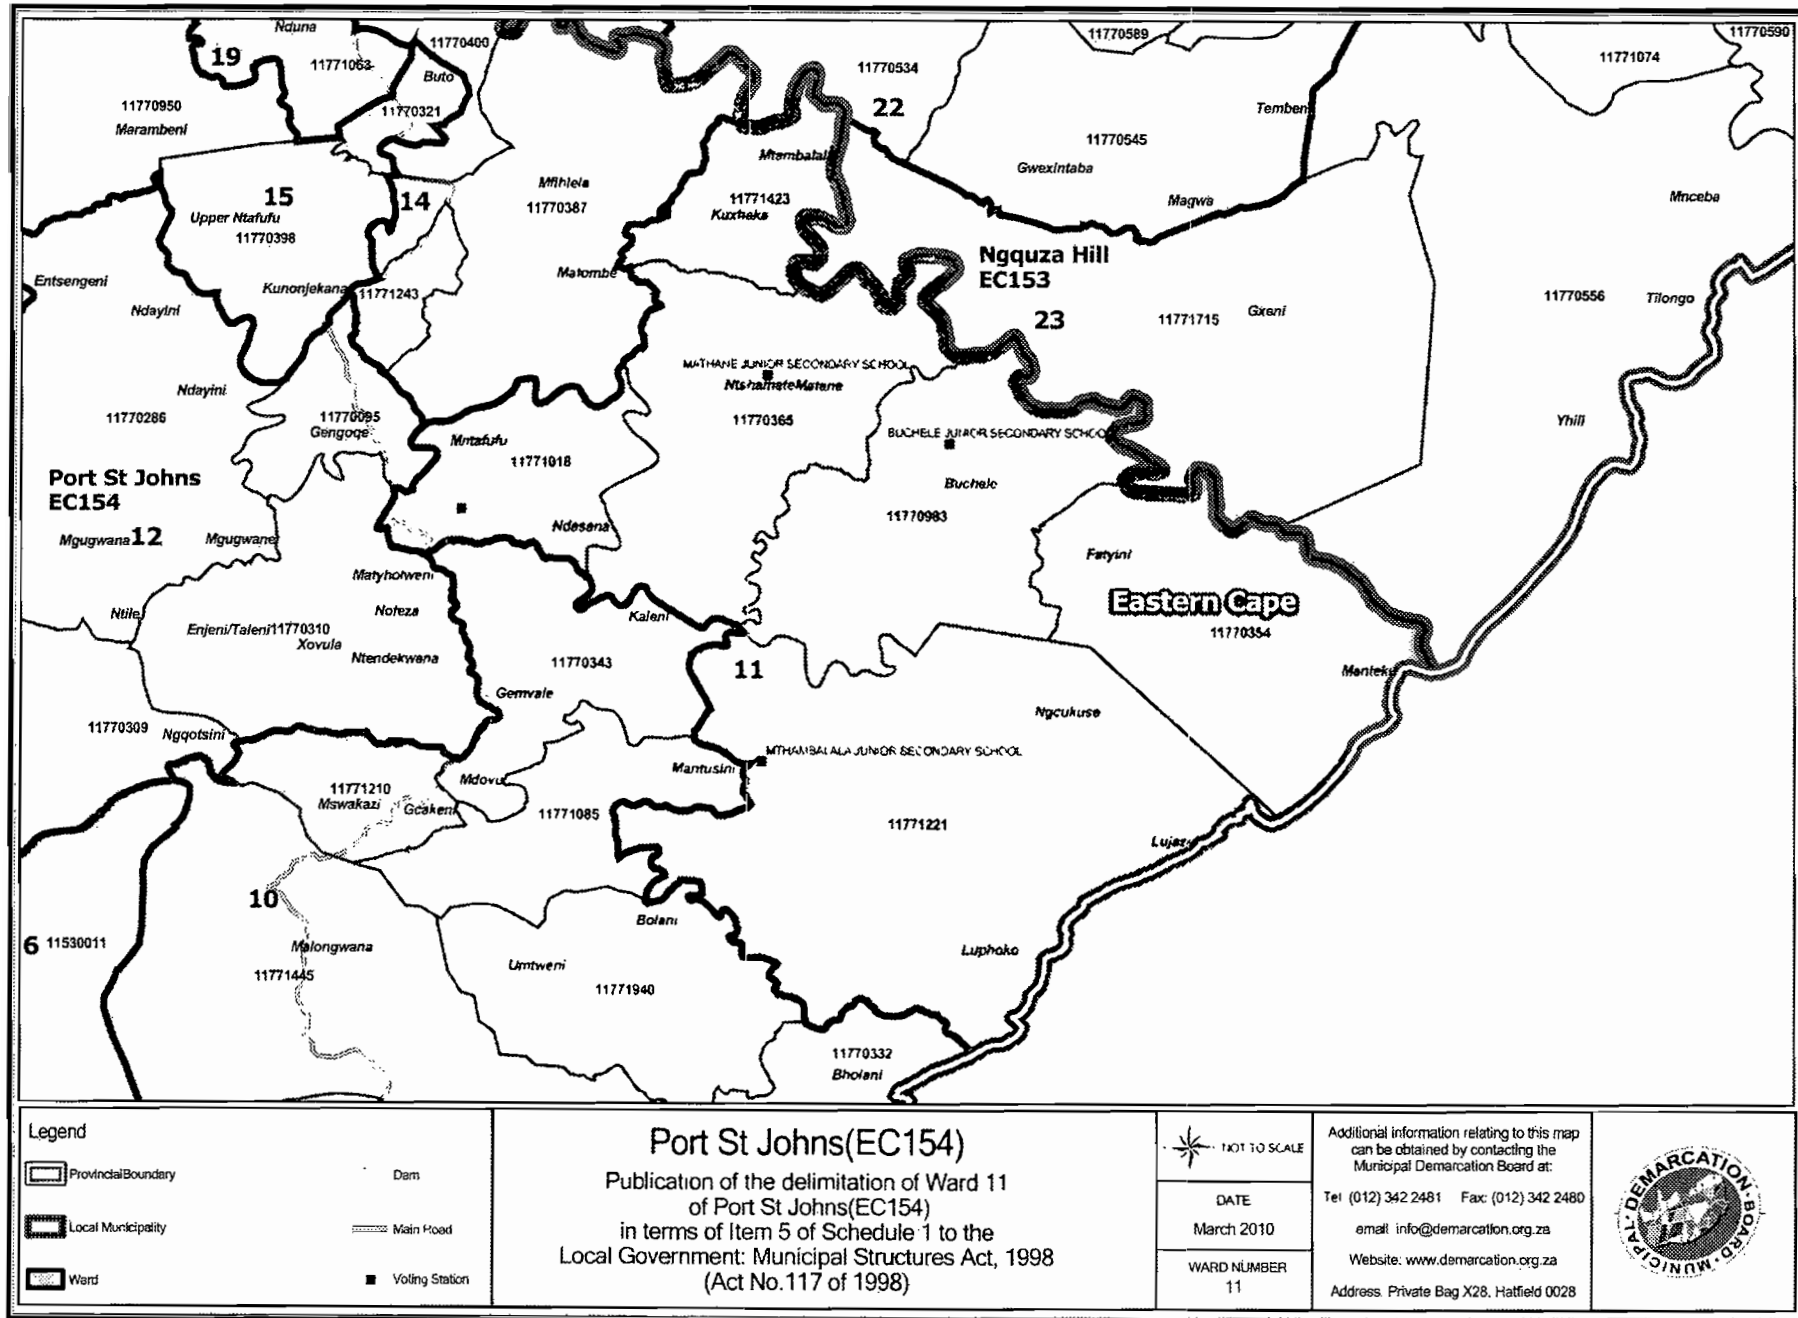 Nduna
11770400
11770589
11770590
19
11771063
Buto
11770534
11771074
11770950
Marambeni
11770321
22
Tembeni
11770545
Mtambalala
Gwexintaba
15
14
Mfihlela
11770387
11771423
Kuxhaka
Magwa
Mnceba
Upper Ntafufu
11770398
Ngquza Hill
EC153
Entsengeni
Matombe
Kunonjekana
11771243
Ndayini
11770556
Tilongo
Gxeni
11771715
23
MATHANE JUNIOR SECONDARY SCHOOL
NtshamateMatane
Ndayini
11770286
11770095
Gengoqe
11770365
Yhili
BUCHELE JUNIOR SECONDARY SCHOOL
Mntafufu
11771018
Port St Johns
EC154
Buchele
11770983
Ndasana
Mgugwana
12
Mgugwane
Fatyini
Matyholweni
Eastern Cape
11770354
Ntile
Noteza
Kaleni
Enjeni/Taleni
11770310
Xovula
Ntendekwana
11770343
11
Manteku
Gemvale
Ngcukuse
11770309
Ngqotsini
MTHAMBALALA JUNIOR SECONDARY SCHOOL
Mantusini
Mdovu
11771210
Mswakazi
Gcakeni
11771085
11771221
Lujazi
10
Bolani
6
11530011
Malongwana
11771445
Umtweni
11771940
Luphoko
11770332
Bholani
Legend
Provincial Boundary
Local Municipality
Ward
Dam
Main Road
Voting Station
Port St Johns(EC154)
Publication of the delimitation of Ward 11
of Port St Johns(EC154)
in terms of Item 5 of Schedule 1 to the
Local Government: Municipal Structures Act, 1998
(Act No.117 of 1998)
NOT TO SCALE
DATE
March 2010
WARD NUMBER
11
Additional information relating to this map
can be obtained by contacting the
Municipal Demarcation Board at:
Tel (012) 342 2481 Fax: (012) 342 2480
email info@demarcation.org.za
Website: www.demarcation.org.za
Address. Private Bag X28, Hatfield 0028
MUNICIPAL · DEMARCATION · BOARD